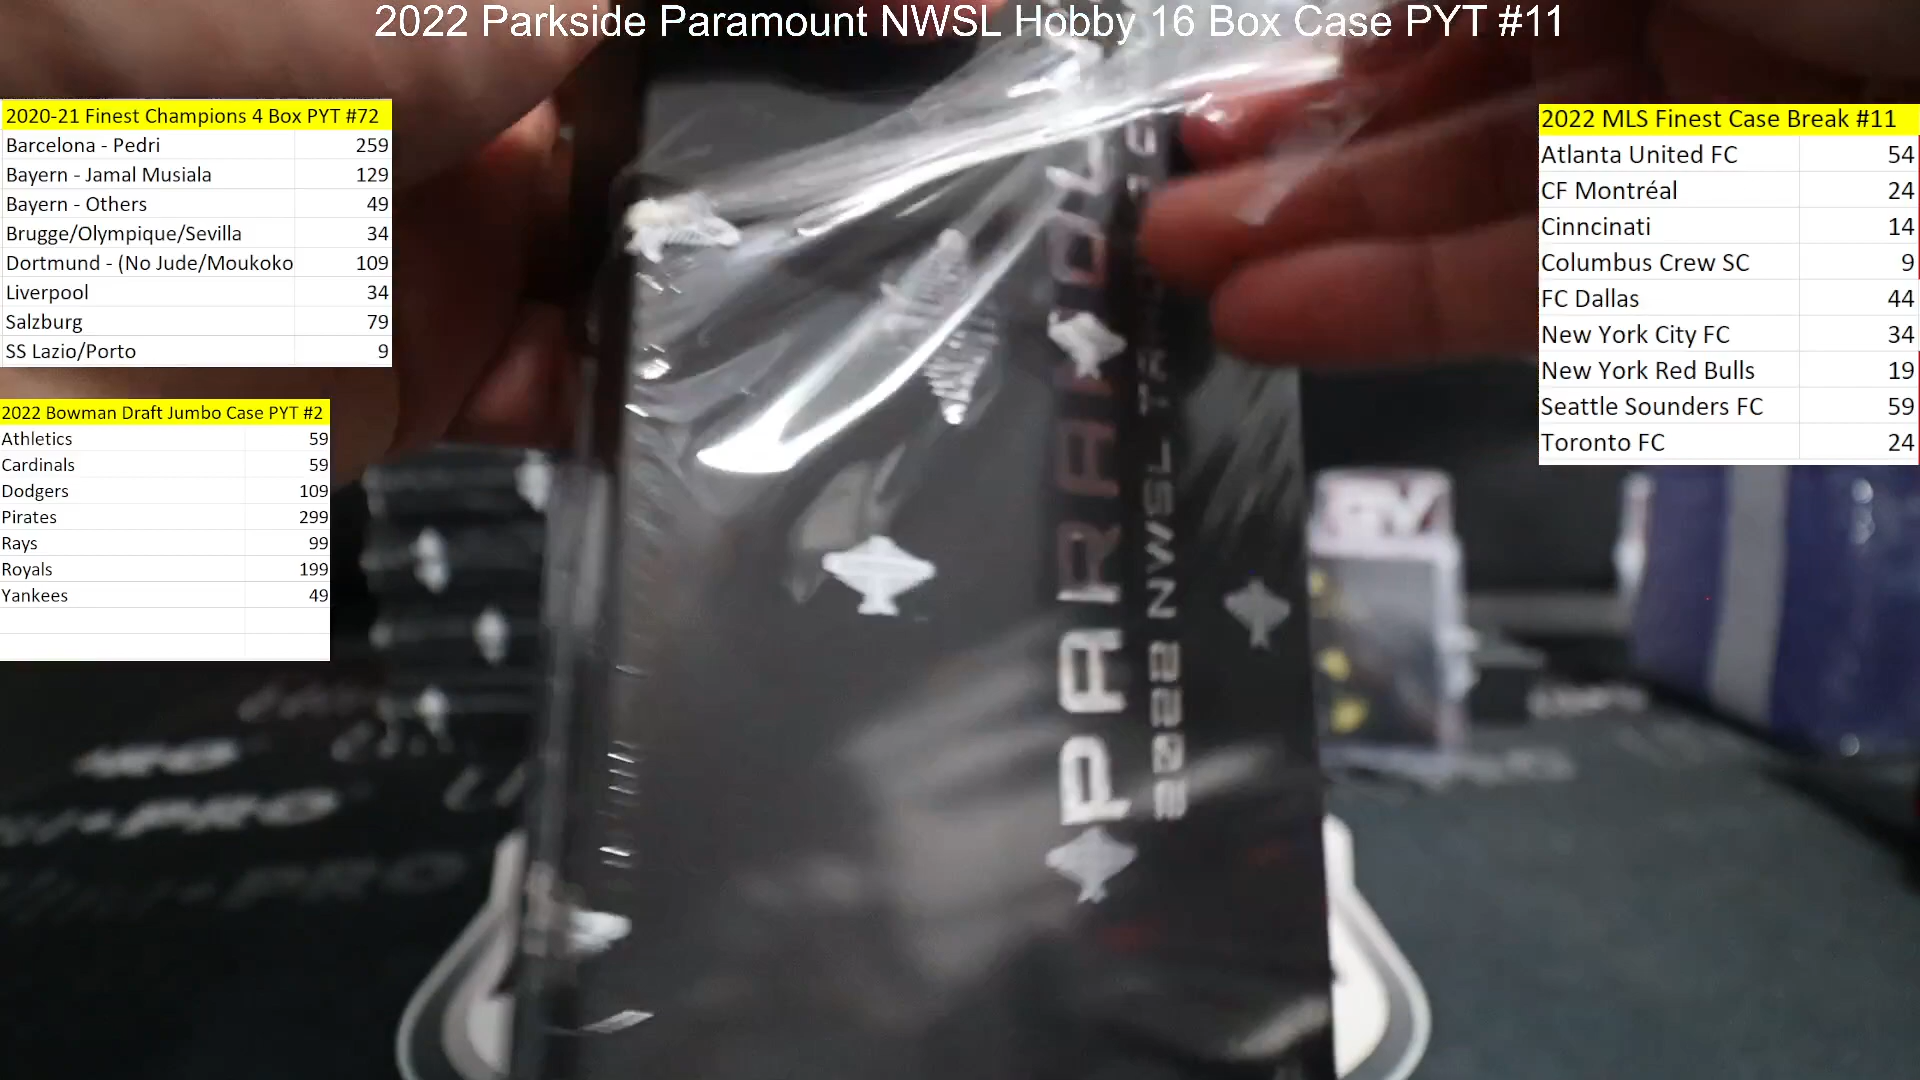 2022 Parkside Paramount NWSL Hobby 16 Box Case PYT #11
2020-21 Finest Champions 4 Box PYT #72
Barcelona - Pedri 259
Bayern - Jamal Musiala 129
Bayern - Others 49
Brugge/Olympique/Sevilla 34
Dortmund - (No Jude/Moukoko 109
Liverpool 34
Salzburg 79
SS Lazio/Porto 9
2022 Bowman Draft Jumbo Case PYT #2
Athletics 59
Cardinals 59
Dodgers 109
Pirates 299
Rays 99
Royals 199
Yankees 49
2022 MLS Finest Case Break #11
Atlanta United FC 54
CF Montréal 24
Cinncinati 14
Columbus Crew SC 9
FC Dallas 44
New York City FC 34
New York Red Bulls 19
Seattle Sounders FC 59
Toronto FC 24
2022 NWSL
PRO